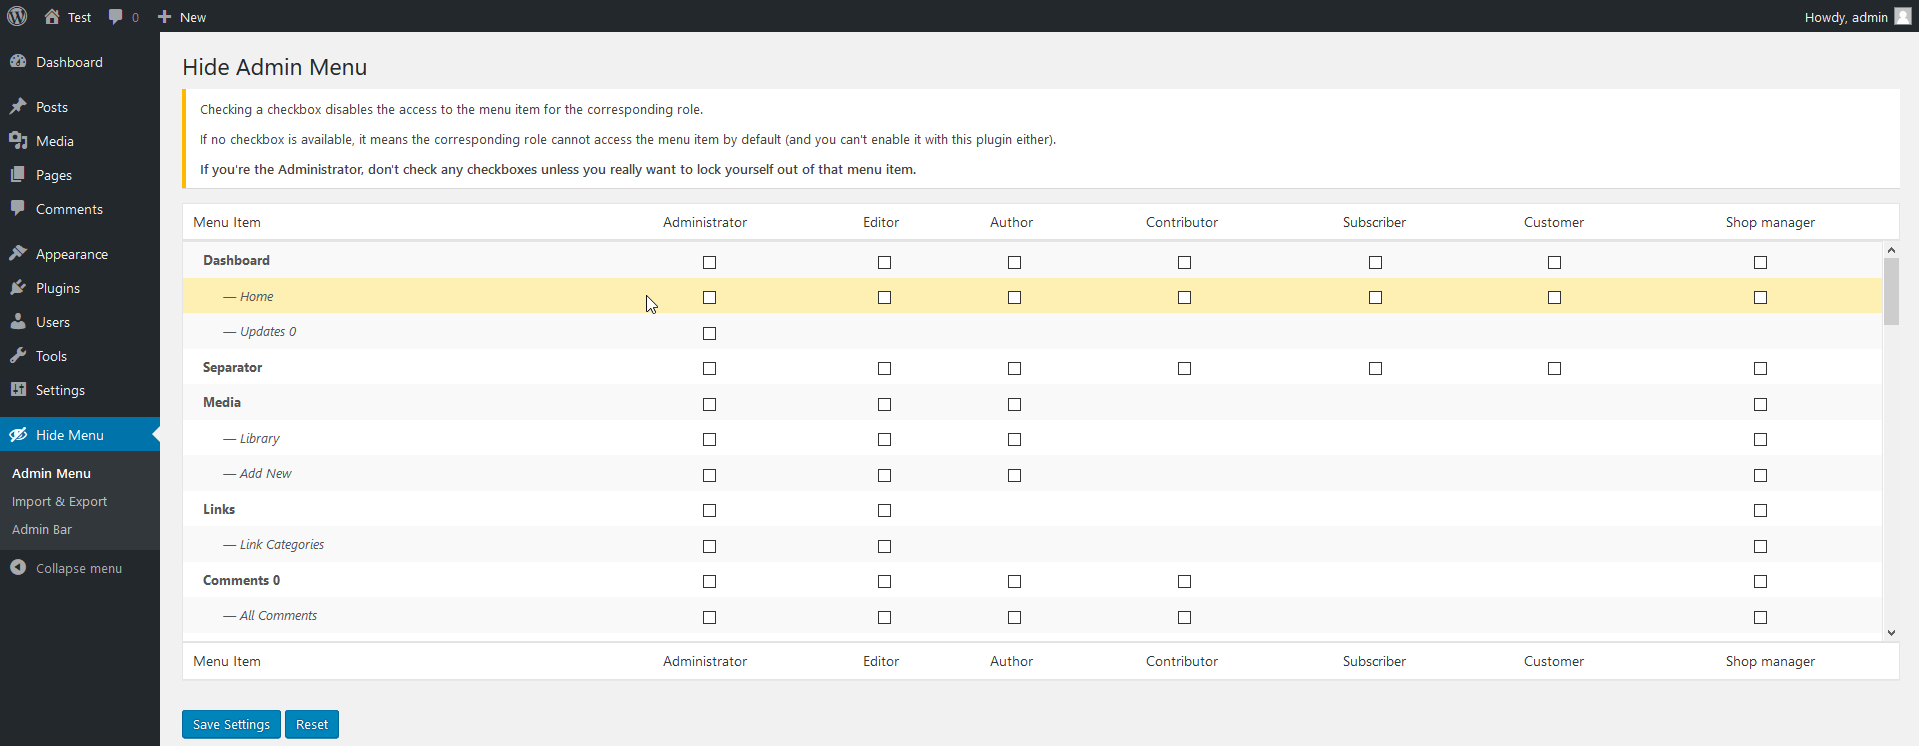 Test 0 New Howdy, admin
Dashboard
Posts
Media
Pages
Comments
Appearance
Plugins
Users
Tools
Settings
Hide Menu
Admin Menu
Import & Export
Admin Bar
Collapse menu
Hide Admin Menu
Checking a checkbox disables the access to the menu item for the corresponding role.
If no checkbox is available, it means the corresponding role cannot access the menu item by default (and you can't enable it with this plugin either).
If you're the Administrator, don't check any checkboxes unless you really want to lock yourself out of that menu item.
Menu Item Administrator Editor Author Contributor Subscriber Customer Shop manager
Dashboard
— Home
— Updates 0
Separator
Media
— Library
— Add New
Links
— Link Categories
Comments 0
— All Comments
Menu Item Administrator Editor Author Contributor Subscriber Customer Shop manager
Save Settings Reset